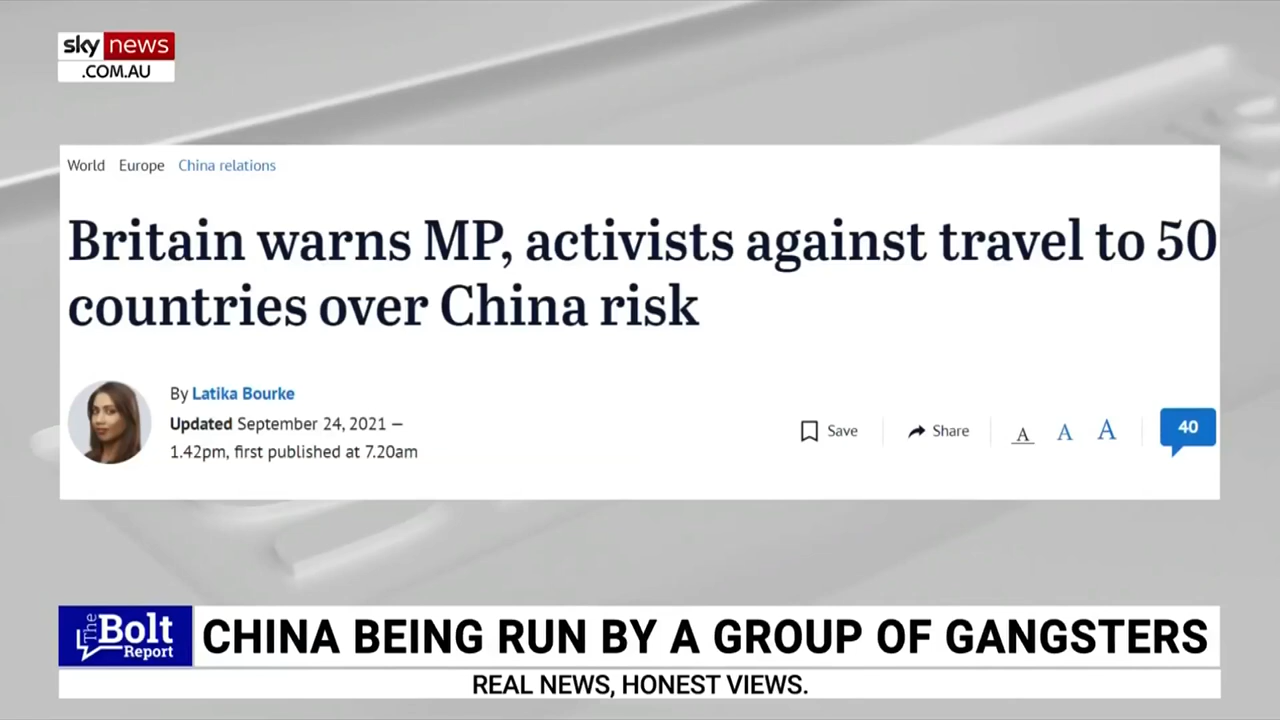 sky news
.COM.AU
World Europe China relations
Britain warns MP, activists against travel to 50
countries over China risk
By Latika Bourke
Updated September 24, 2021 –
1.42pm, first published at 7.20am
Save Share A A A 40
The Bolt Report
CHINA BEING RUN BY A GROUP OF GANGSTERS
REAL NEWS, HONEST VIEWS.